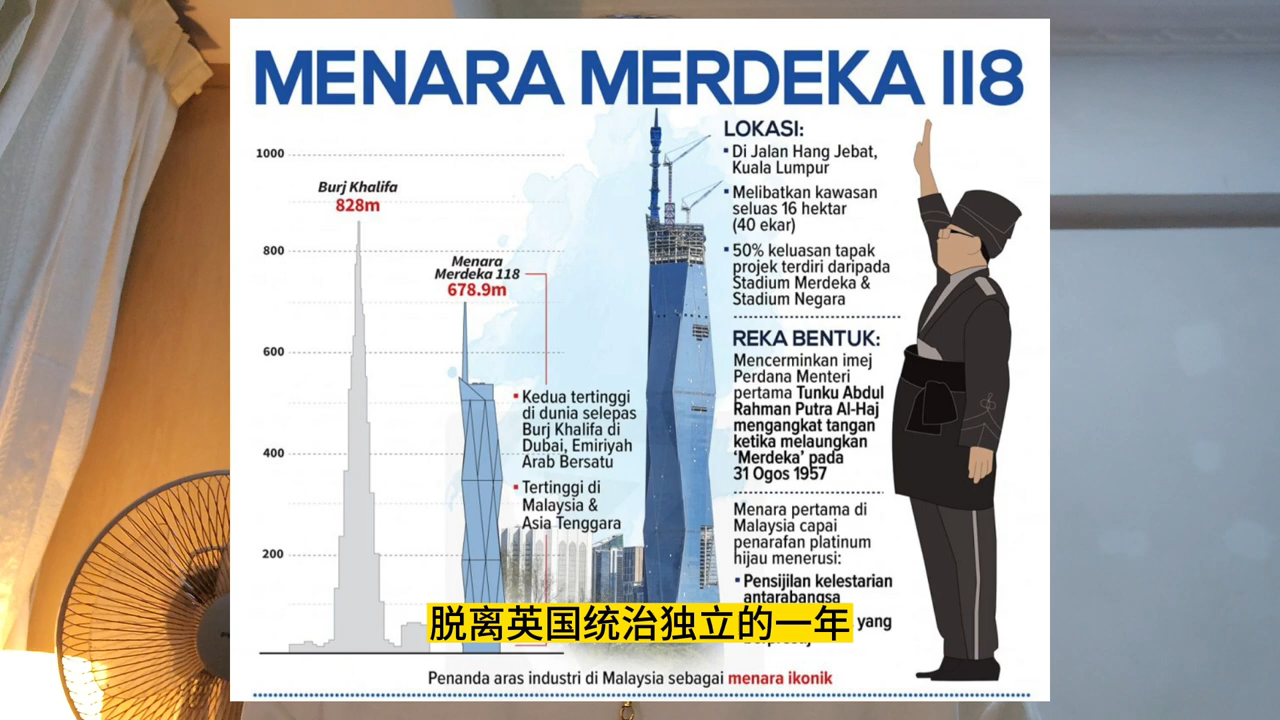 MENARA MERDEKA 118
1000
800
600
400
200
Burj Khalifa
828m
Menara
Merdeka 118
678.9m
Kedua tertinggi
di dunia selepas
Burj Khalifa di
Dubai, Emiriyah
Arab Bersatu
Tertinggi di
Malaysia &
Asia Tenggara
LOKASI:
Di Jalan Hang Jebat,
Kuala Lumpur
Melibatkan kawasan
seluas 16 hektar
(40 ekar)
50% keluasan tapak
projek terdiri daripada
Stadium Merdeka &
Stadium Negara
REKA BENTUK:
Mencerminkan imej
Perdana Menteri
pertama Tunku Abdul
Rahman Putra Al-Haj
mengangkat tangan
ketika melaungkan
‘Merdeka’ pada
31 Ogos 1957
Menara pertama di
Malaysia capai
penarafan platinum
hijau menerusi:
Pensijilan kelestarian
antarabangsa
yang
脱离英国统治独立的一年
Penanda aras industri di Malaysia sebagai menara ikonik